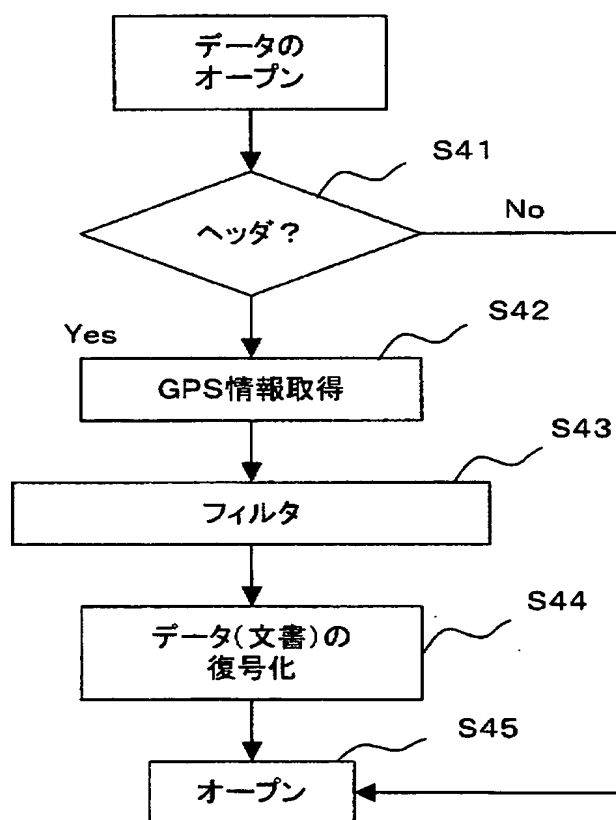 データの
オープン
S41
ヘッダ？
No
Yes
S42
GPS情報取得
S43
フィルタ
S44
データ(文書)の
復号化
S45
オープン